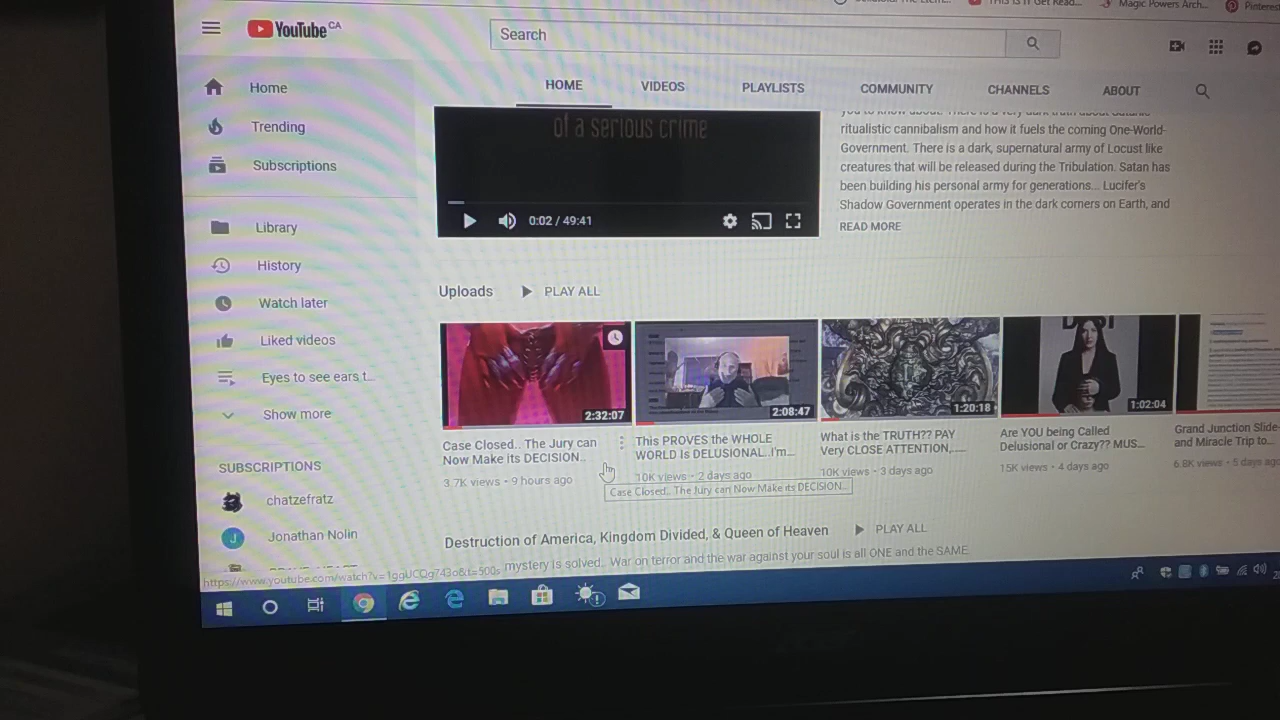 THIS IS IT Get Read...
Magic Powers Arch...
Pinteres
YouTube CA
Search
Home
Trending
Subscriptions
Library
History
Watch later
Liked videos
Eyes to see ears t...
Show more
SUBSCRIPTIONS
chatzefratz
Jonathan Nolin
HOME VIDEOS PLAYLISTS COMMUNITY CHANNELS ABOUT
of a serious crime
0:02 / 49:41
ritualistic cannibalism and how it fuels the coming One-World-
Government. There is a dark, supernatural army of Locust like
creatures that will be released during the Tribulation. Satan has
been building his personal army for generations... Lucifer's
Shadow Government operates in the dark corners on Earth, and
READ MORE
Uploads PLAY ALL
2:32:07
Case Closed.. The Jury can
Now Make its DECISION..
3.7K views • 9 hours ago
2:08:47
This PROVES the WHOLE
WORLD IS DELUSIONAL..I'm...
10K views • 2 days ago
1:20:18
What is the TRUTH?? PAY
Very CLOSE ATTENTION,.....
10K views • 3 days ago
1:02:04
Are YOU being Called
Delusional or Crazy?? MUS...
15K views • 4 days ago
Grand Junction Slide-
and Miracle Trip to...
6.8K views • 5 days ago
Case Closed.. The Jury can Now Make its DECISION..
Destruction of America, Kingdom Divided, & Queen of Heaven PLAY ALL
mystery is solved.. War on terror and the war against your soul is all ONE and the SAME